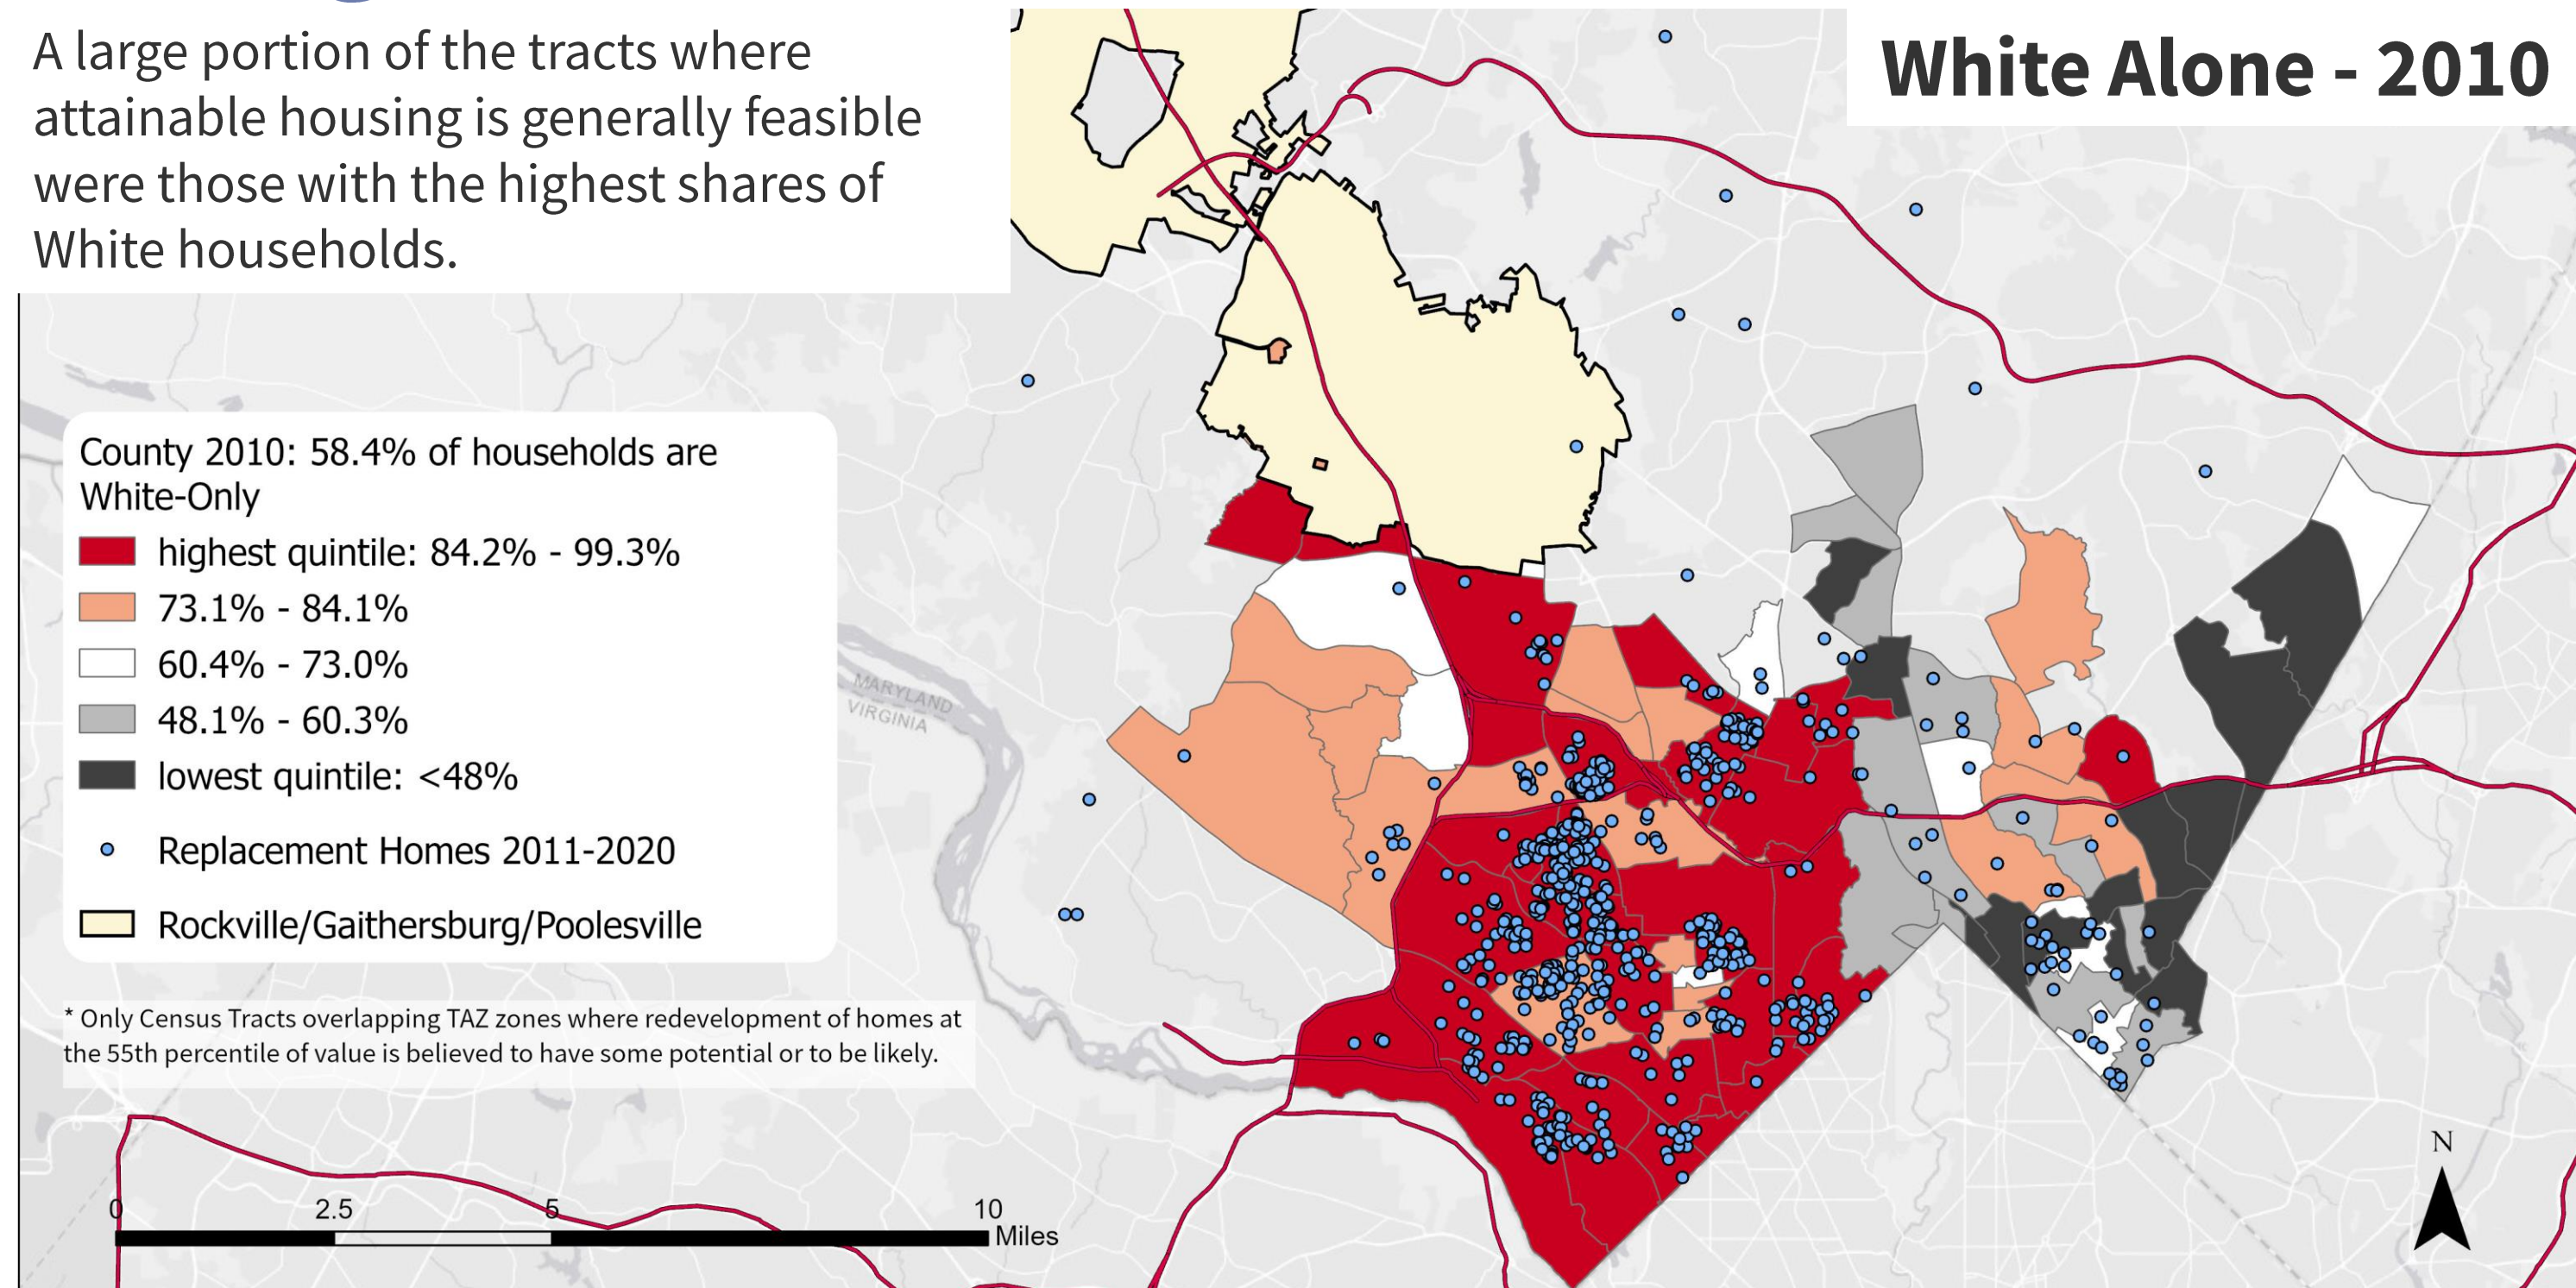 A large portion of the tracts where
attainable housing is generally feasible
were those with the highest shares of
White households.
White Alone - 2010
County 2010: 58.4% of households are
White-Only
highest quintile: 84.2% - 99.3%
73.1% - 84.1%
60.4% - 73.0%
48.1% - 60.3%
lowest quintile: <48%
Replacement Homes 2011-2020
Rockville/Gaithersburg/Poolesville
MARYLAND
VIRGINIA
* Only Census Tracts overlapping TAZ zones where redevelopment of homes at
the 55th percentile of value is believed to have some potential or to be likely.
N
0 2.5 5 10
Miles